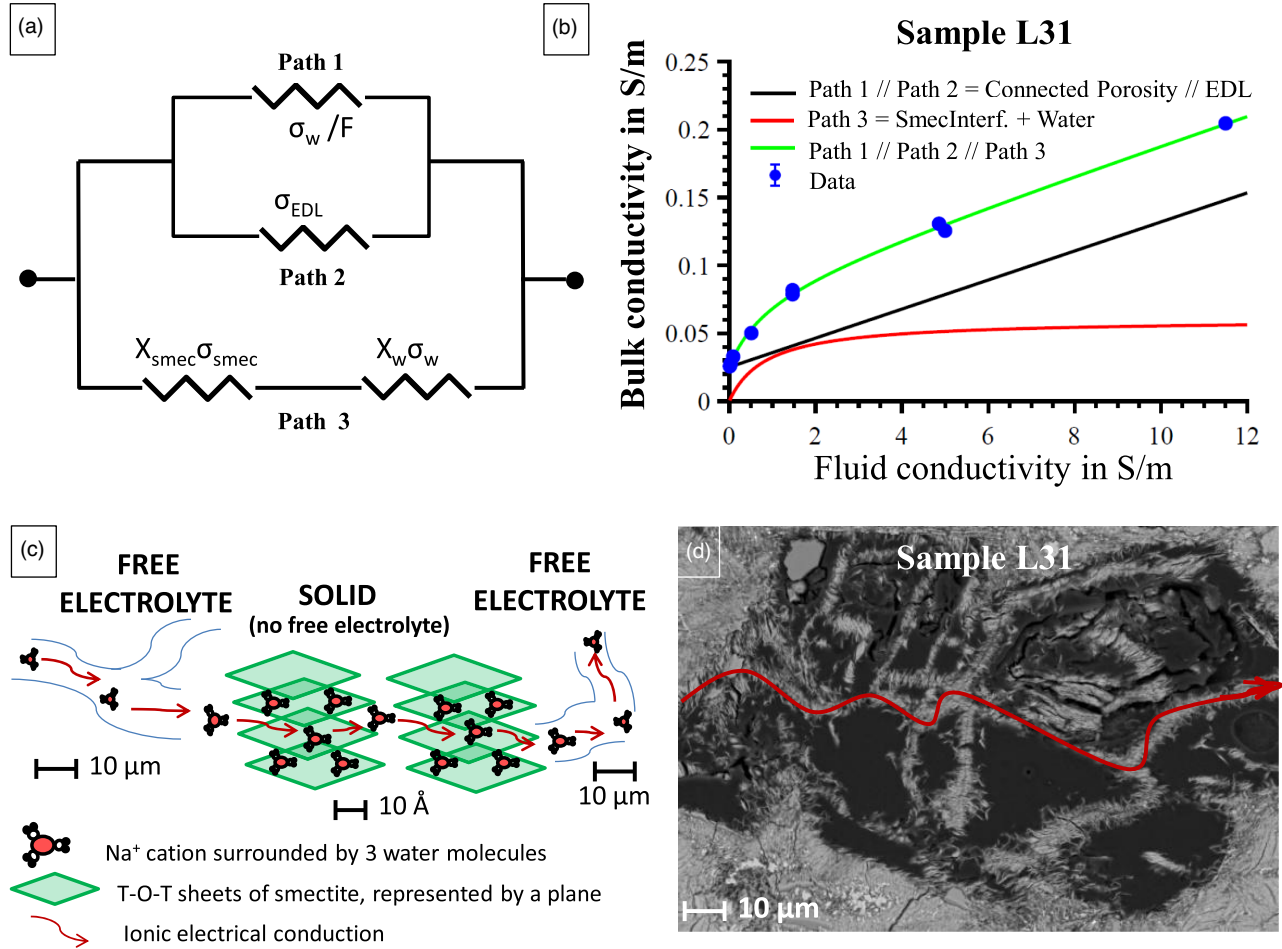 (a)
Path 1
σw /F
σEDL
Path 2
Xsmecσsmec
Xwσw
Path 3
(b)
Sample L31
Bulk conductivity in S/m
0.25
0.2
0.15
0.1
0.05
0
Path 1 // Path 2 = Connected Porosity // EDL
Path 3 = SmecInterf. + Water
Path 1 // Path 2 // Path 3
Data
0 2 4 6 8 10 12
Fluid conductivity in S/m
(c)
FREE
ELECTROLYTE
SOLID
(no free electrolyte)
FREE
ELECTROLYTE
10 µm
10 Å
10 µm
Na⁺ cation surrounded by 3 water molecules
T-O-T sheets of smectite, represented by a plane
Ionic electrical conduction
(d)
Sample L31
10 µm